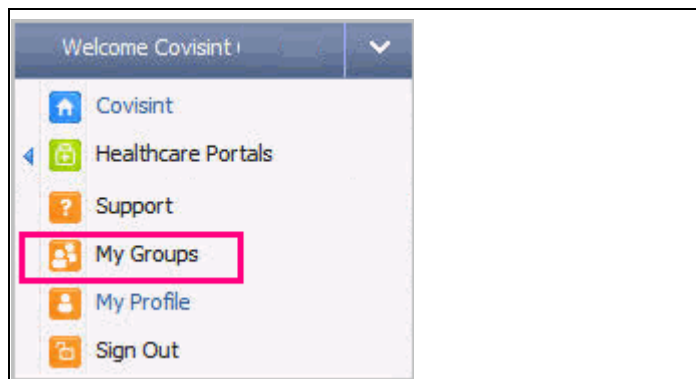 Welcome Covisint
Covisint
Healthcare Portals
Support
My Groups
My Profile
Sign Out